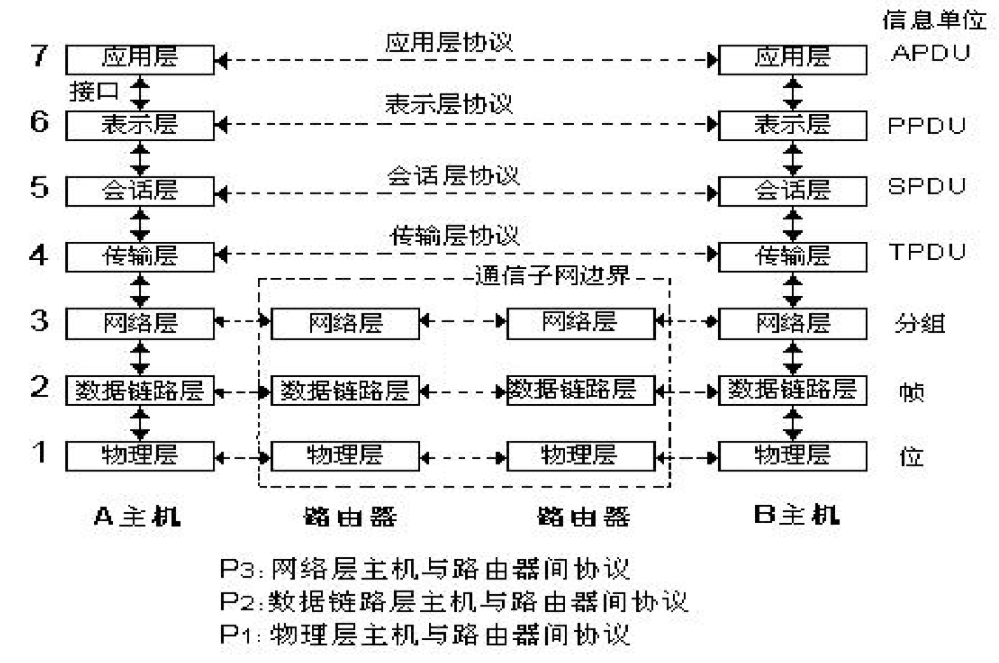 信息单位
7 应用层 应用层协议 应用层 APDU
接口
6 表示层 表示层协议 表示层 PPDU
5 会话层 会话层协议 会话层 SPDU
4 传输层 传输层协议 传输层 TPDU
通信子网边界
3 网络层 网络层 网络层 网络层 分组
2 数据链路层 数据链路层 数据链路层 数据链路层 帧
1 物理层 物理层 物理层 物理层 位
A主机 路由器 路由器 B主机
P3:网络层主机与路由器间协议
P2:数据链路层主机与路由器间协议
P1:物理层主机与路由器间协议